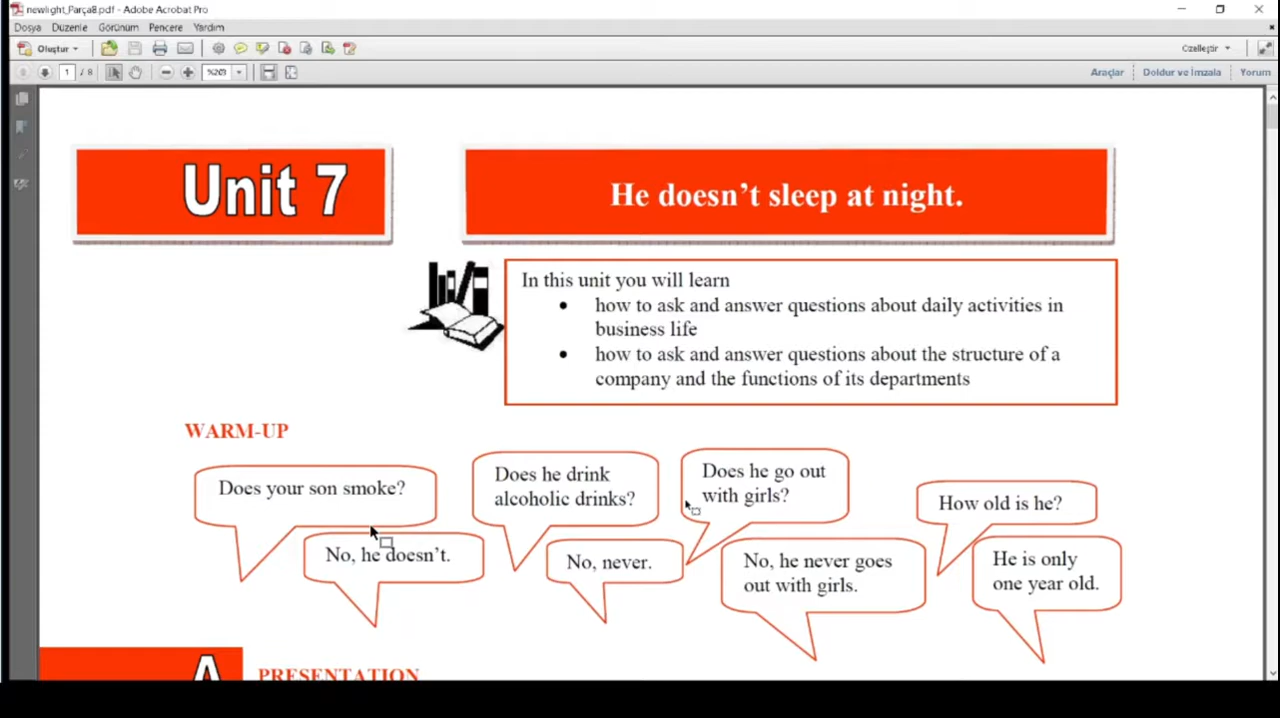 newlight_Parça8.pdf - Adobe Acrobat Pro
Dosya Düzenle Görünüm Pencere Yardım
Oluştur Özelleştir
1 / 8 %203 Araçlar Doldur ve İmzala Yorum
Unit 7
He doesn't sleep at night.
In this unit you will learn
• how to ask and answer questions about daily activities in
business life
• how to ask and answer questions about the structure of a
company and the functions of its departments
WARM-UP
Does your son smoke?
No, he doesn't.
Does he drink
alcoholic drinks?
No, never.
Does he go out
with girls?
No, he never goes
out with girls.
How old is he?
He is only
one year old.
A PRESENTATION